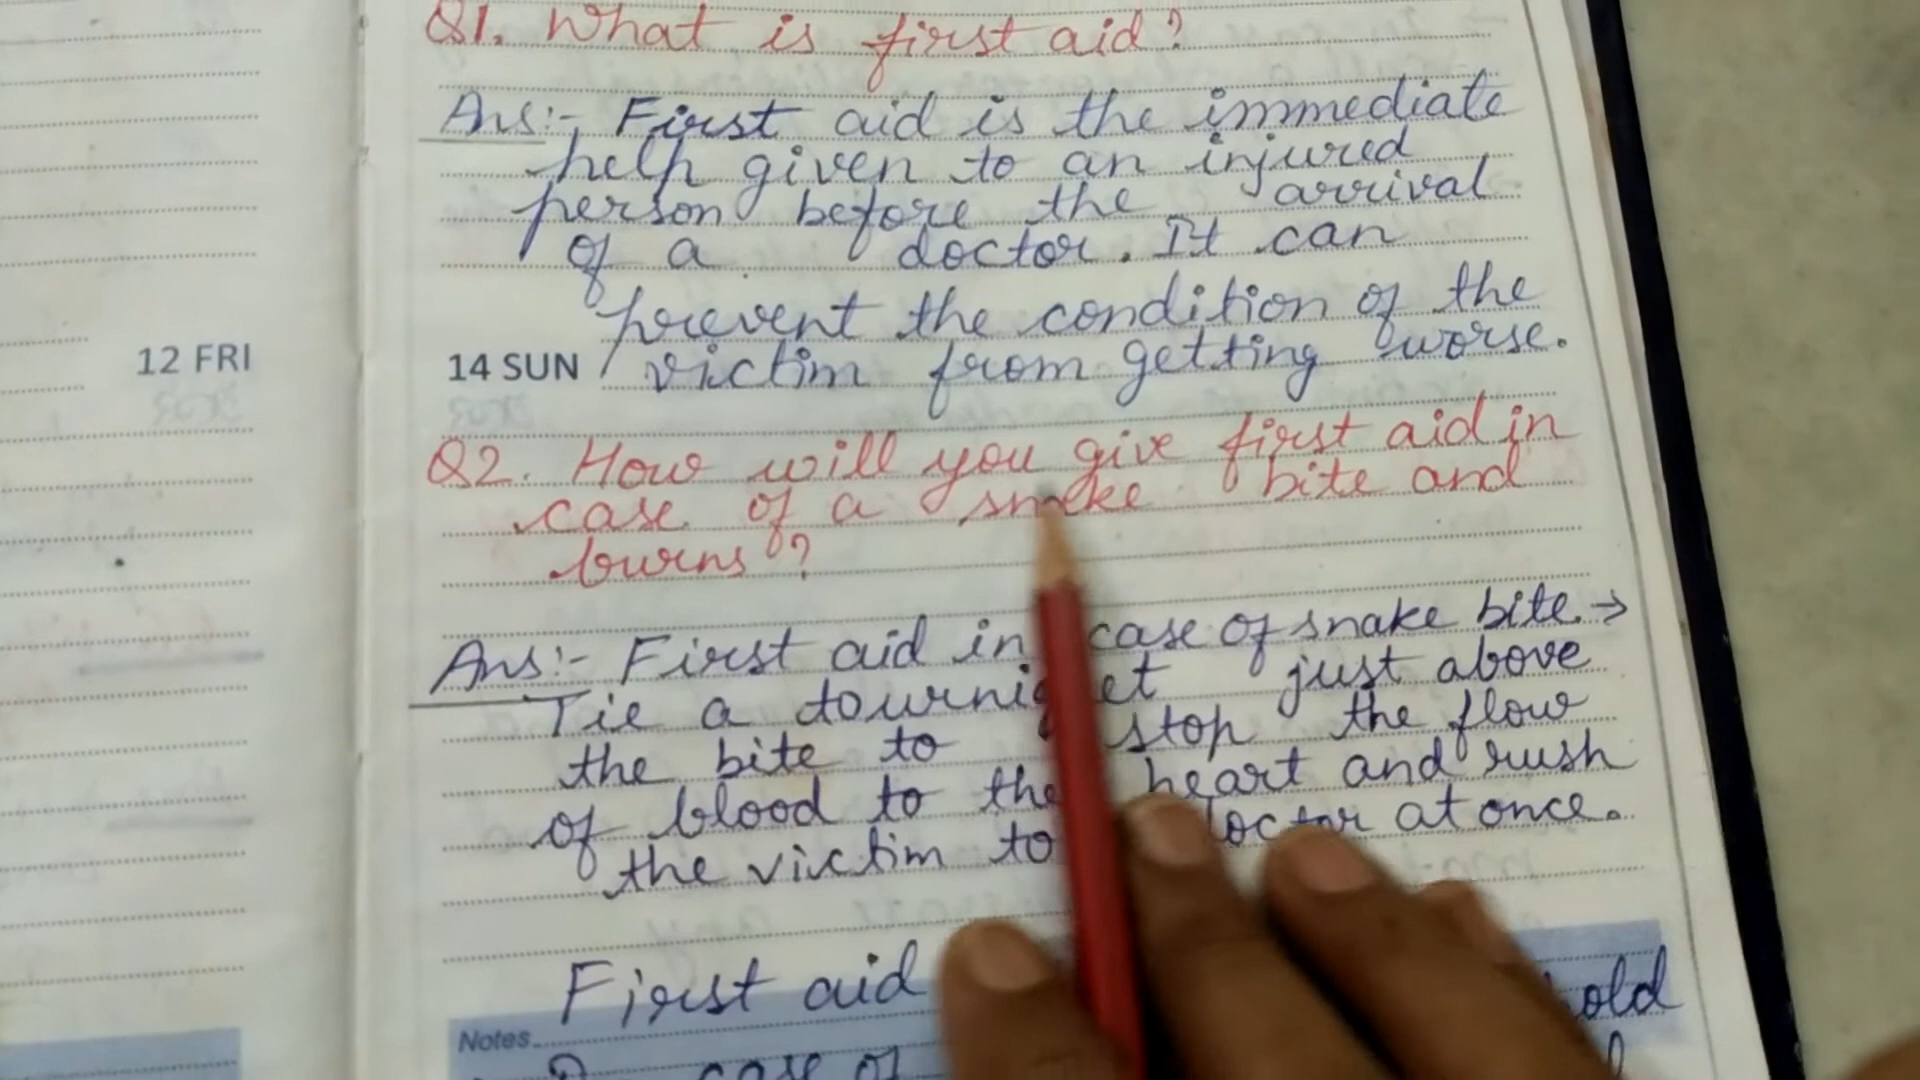 Q1. What is first aid?
Ans:- First aid is the immediate
help given to an injured
person before the arrival
of a doctor. It can
prevent the condition of the
12 FRI
14 SUN
victim from getting worse.
Q2. How will you give first aid in
case of a snake bite and
burns?
Ans:- First aid in case of snake bite →
Tie a tourniquet just above
the bite to stop the flow
of blood to the heart and rush
the victim to doctor at once.
First aid
Notes
case of